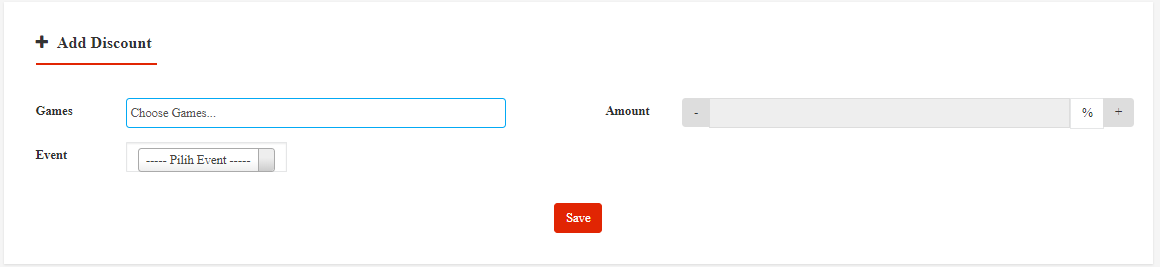 Add Discount
Games
Choose Games...
Amount
-
%
+
Event
----- Pilih Event -----
Save